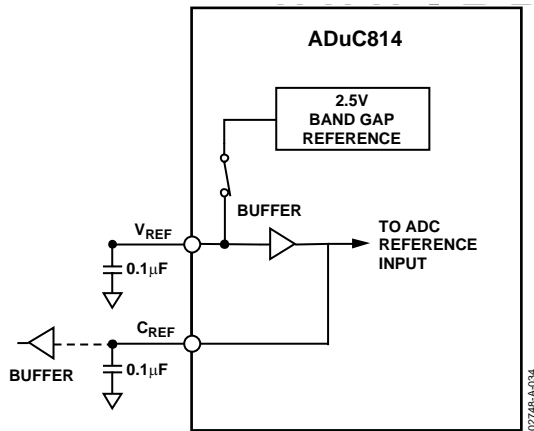 ADuC814
2.5V
BAND GAP
REFERENCE
BUFFER
VREF
TO ADC
REFERENCE
INPUT
0.1μF
CREF
BUFFER
0.1μF
02748-A-034